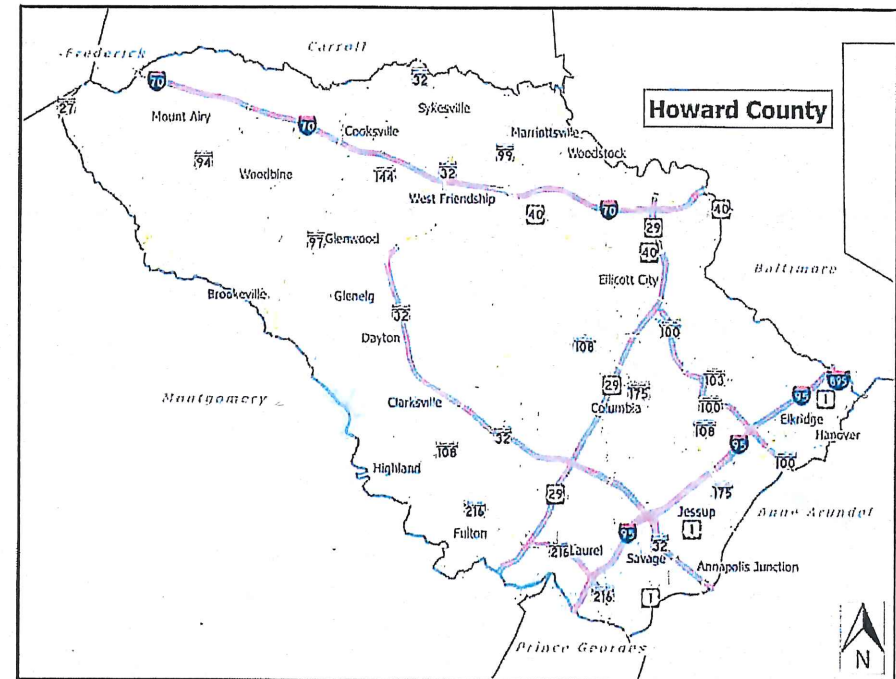 Frederick
Carroll
70
32
27
Sykesville
Howard County
Mount Airy
70
Cooksville
Marriottsville
94
Woodbine
144
32
99
Woodstock
West Friendship
40
70
40
29
97
Glenwood
40
Ellicott City
Baltimore
Brookeville
Glenelg
32
100
Dayton
108
29
175
103
95
895
Montgomery
Clarksville
Columbia
100
1
Elkridge
108
32
108
95
Hanover
Highland
100
29
175
216
Jessup
Anne Arundel
Fulton
95
1
216
Laurel
32
Savage
Annapolis Junction
216
1
Prince Georges
N